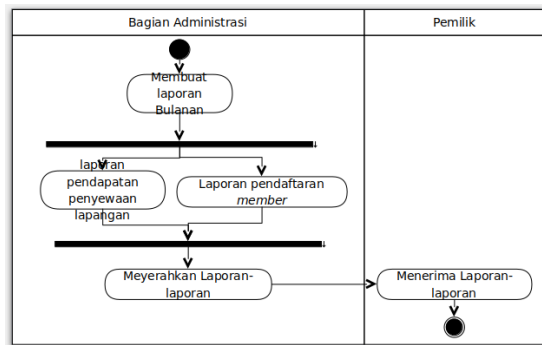 Bagian Administrasi
Pemilik
Membuat
laporan
Bulanan
laporan
pendapatan
penyewaan
lapangan
Laporan pendaftaran
member
Meyerahkan Laporan-
laporan
Menerima Laporan-
laporan